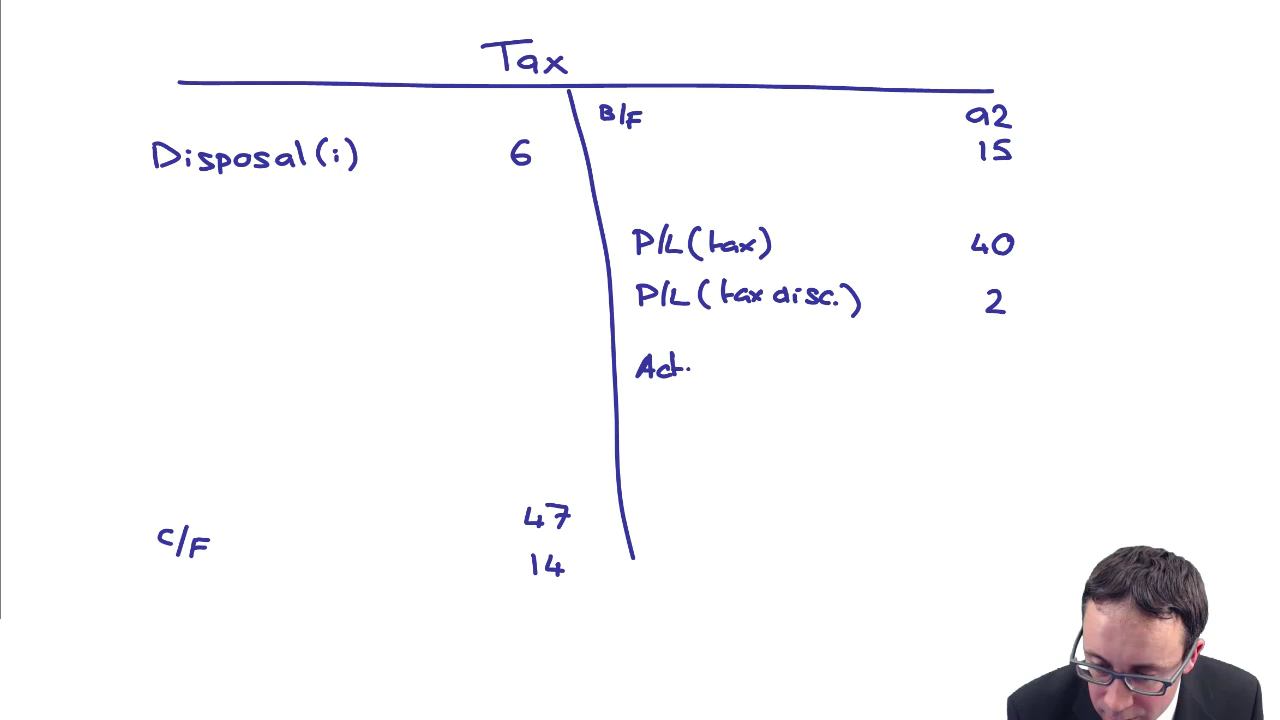 Tax
B/F 92
Disposal (i) 6 15
P/L (tax) 40
P/L (tax disc.) 2
Act.
47
C/F
14